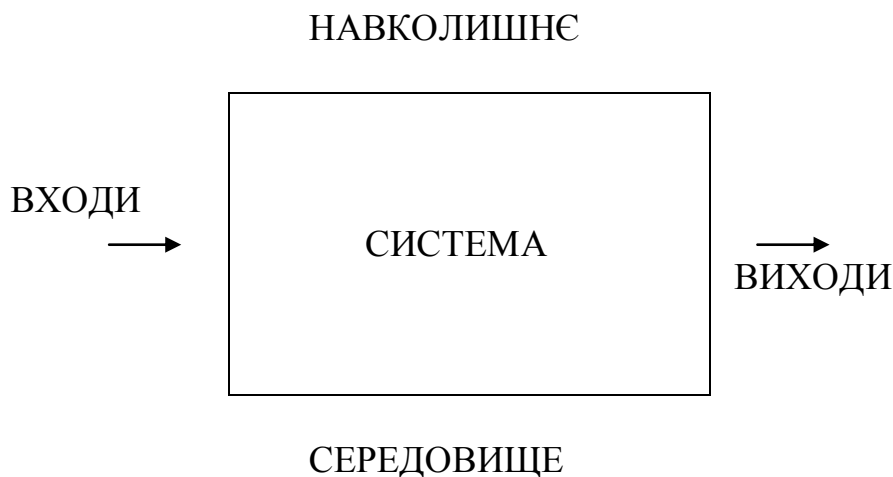 НАВКОЛИШНЄ
ВХОДИ
СИСТЕМА
ВИХОДИ
СЕРЕДОВИЩЕ